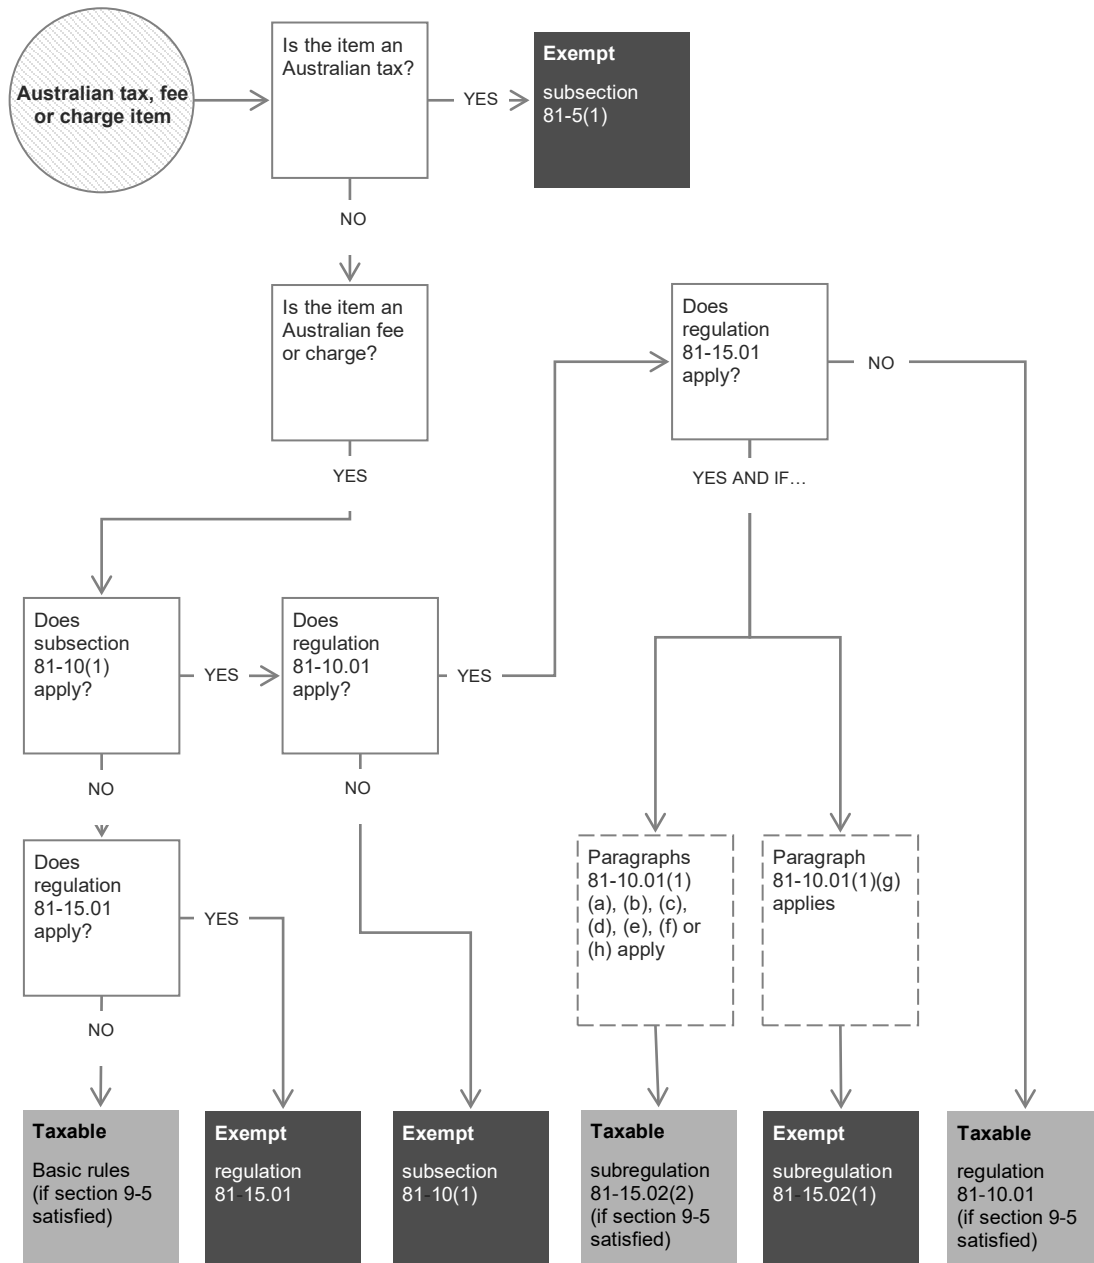 Australian tax, fee
or charge item
Is the item an
Australian tax?
YES
Exempt
subsection
81-5(1)
NO
Is the item an
Australian fee
or charge?
YES
Does
regulation
81-15.01
apply?
NO
YES AND IF…
Does
subsection
81-10(1)
apply?
YES
Does
regulation
81-10.01
apply?
YES
NO
NO
Does
regulation
81-15.01
apply?
YES
NO
Paragraphs
81-10.01(1)
(a), (b), (c),
(d), (e), (f) or
(h) apply
Paragraph
81-10.01(1)(g)
applies
Taxable
Basic rules
(if section 9-5
satisfied)
Exempt
regulation
81-15.01
Exempt
subsection
81-10(1)
Taxable
subregulation
81-15.02(2)
(if section 9-5
satisfied)
Exempt
subregulation
81-15.02(1)
Taxable
regulation
81-10.01
(if section 9-5
satisfied)